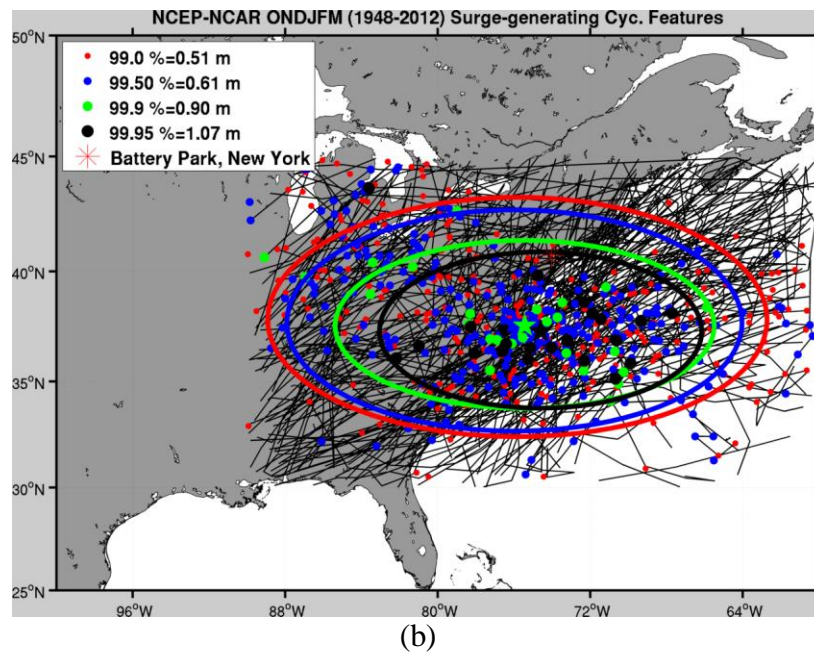 NCEP-NCAR ONDJFM (1948-2012) Surge-generating Cyc. Features
50°N
99.0 %=0.51 m
99.50 %=0.61 m
99.9 %=0.90 m
99.95 %=1.07 m
Battery Park, New York
45°N
40°N
35°N
30°N
25°N
96°W
88°W
80°W
72°W
64°W
(b)